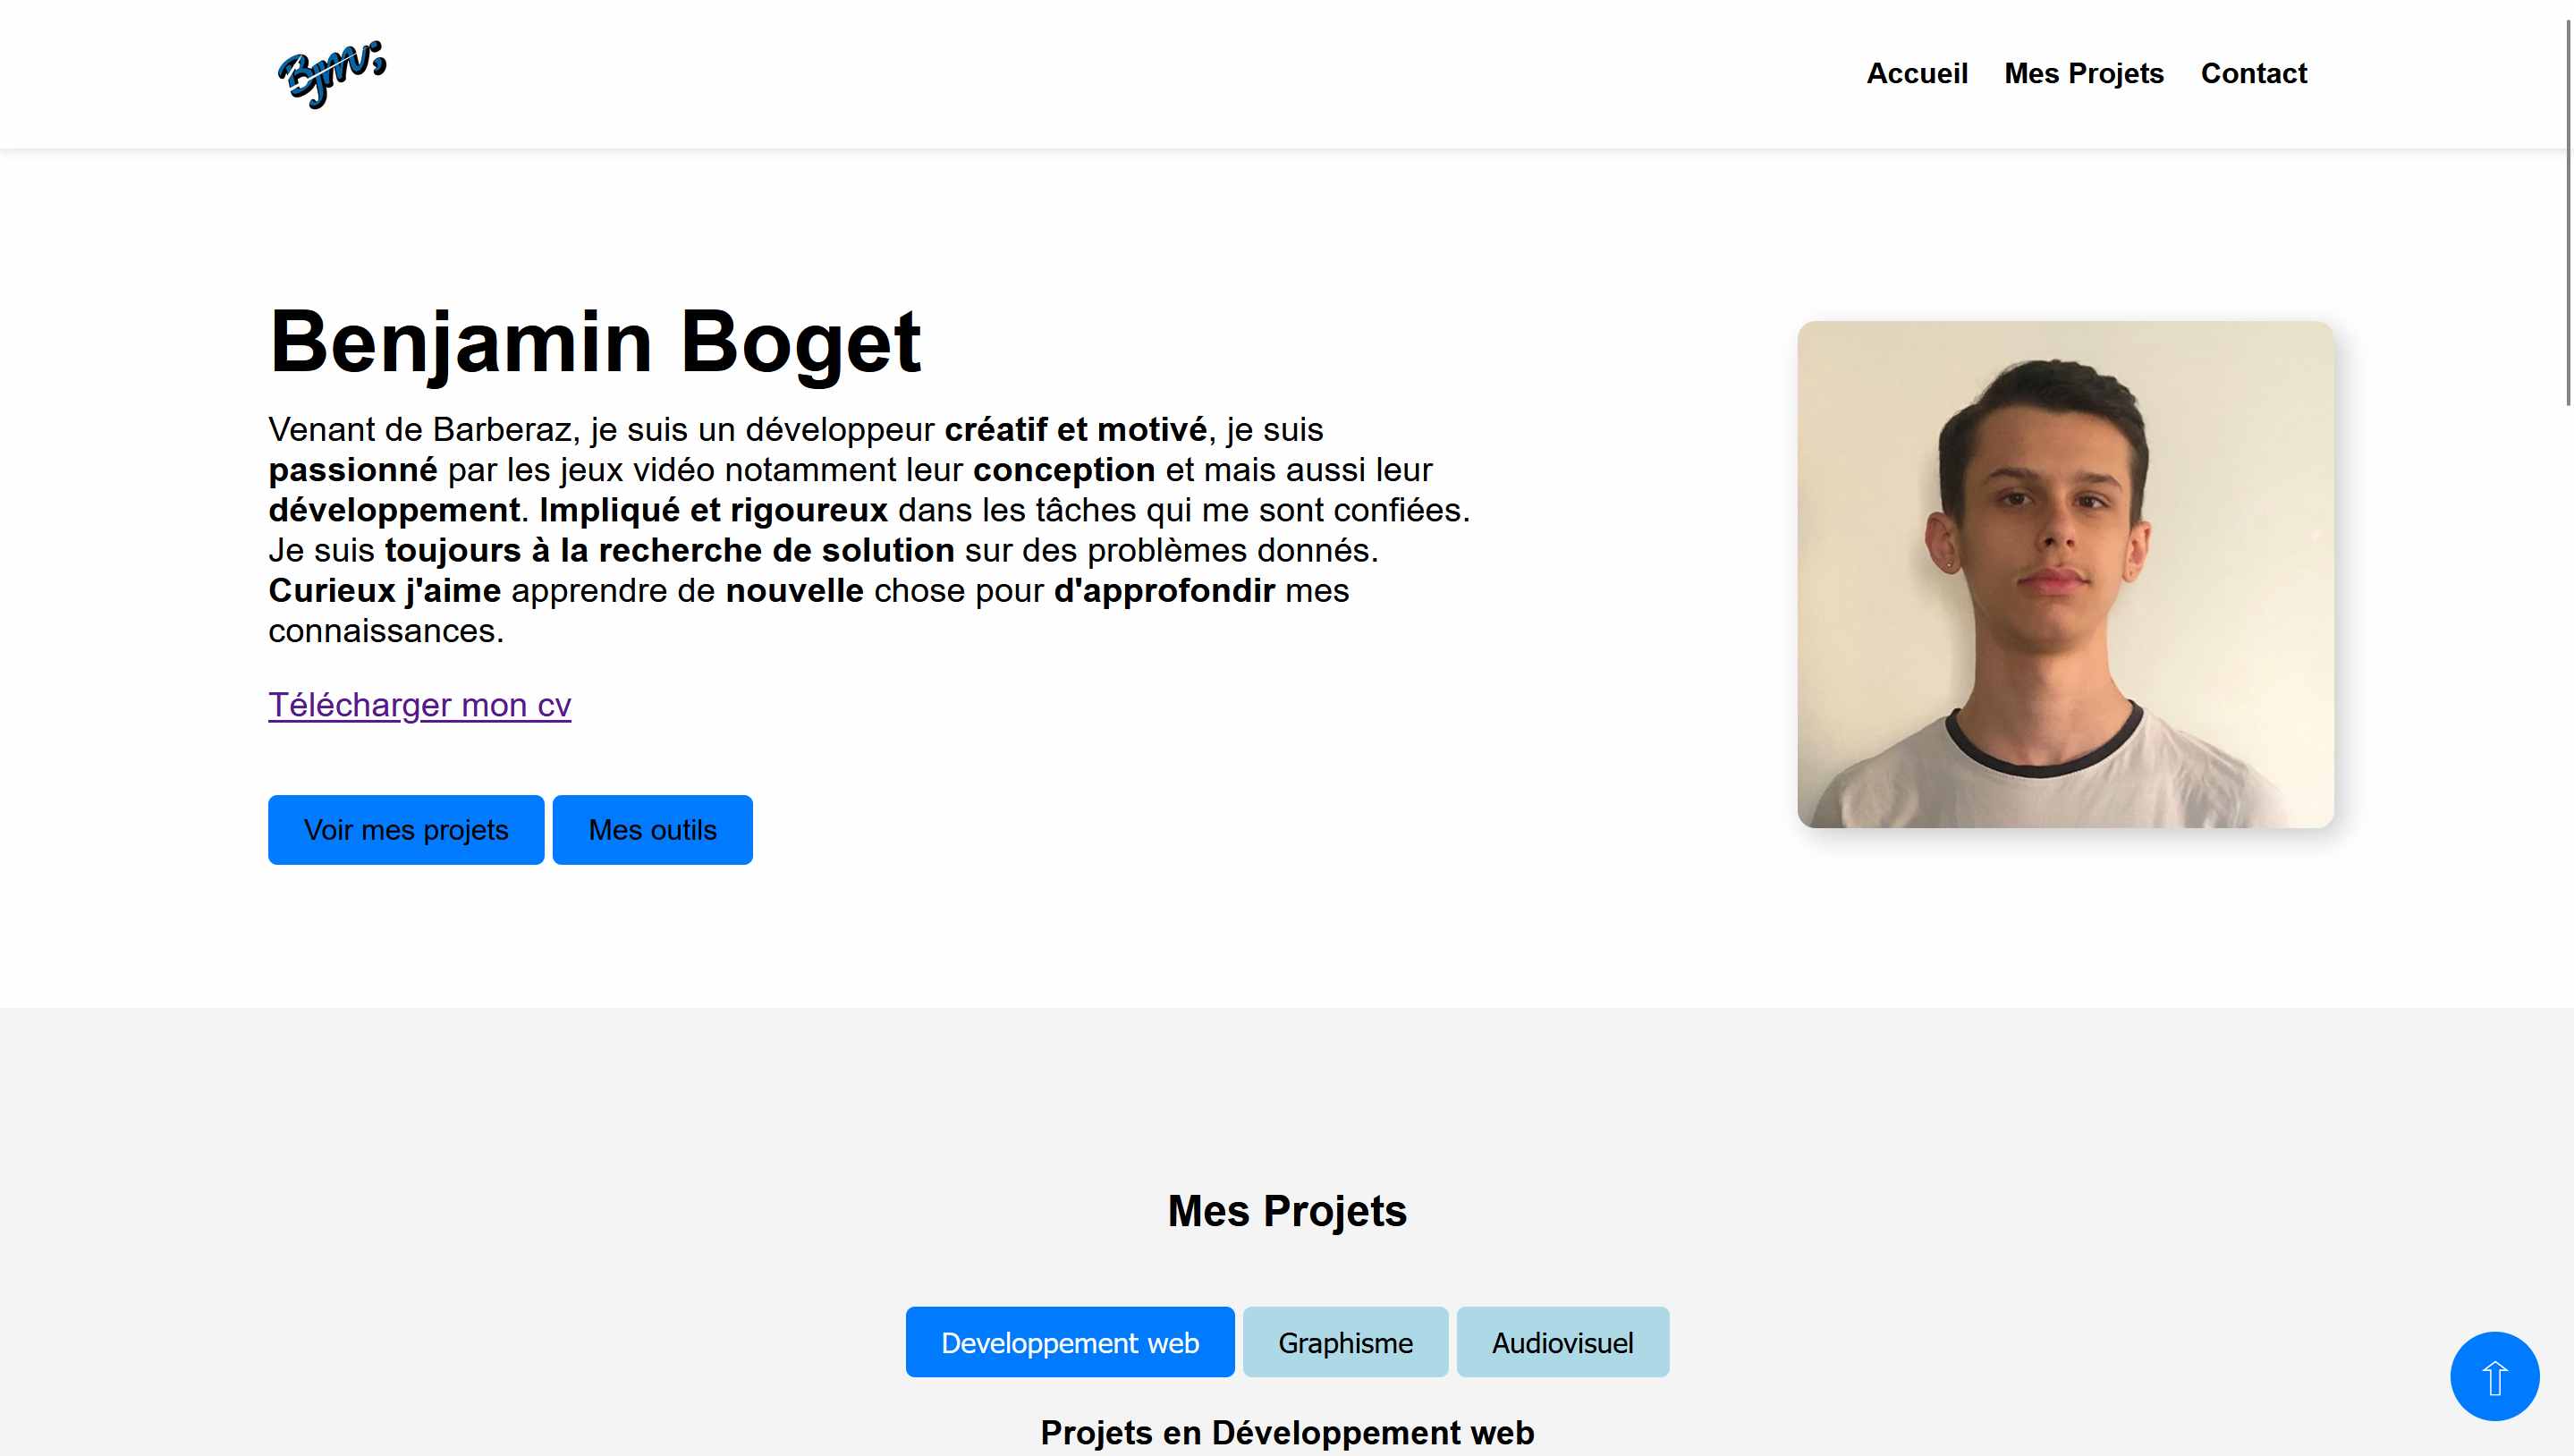 Bjm;
Accueil Mes Projets Contact
Benjamin Boget
Venant de Barberaz, je suis un développeur créatif et motivé, je suis
passionné par les jeux vidéo notamment leur conception et mais aussi leur
développement. Impliqué et rigoureux dans les tâches qui me sont confiées.
Je suis toujours à la recherche de solution sur des problèmes donnés.
Curieux j'aime apprendre de nouvelle chose pour d'approfondir mes
connaissances.
Télécharger mon cv
Voir mes projets Mes outils
Mes Projets
Developpement web Graphisme Audiovisuel
Projets en Développement web